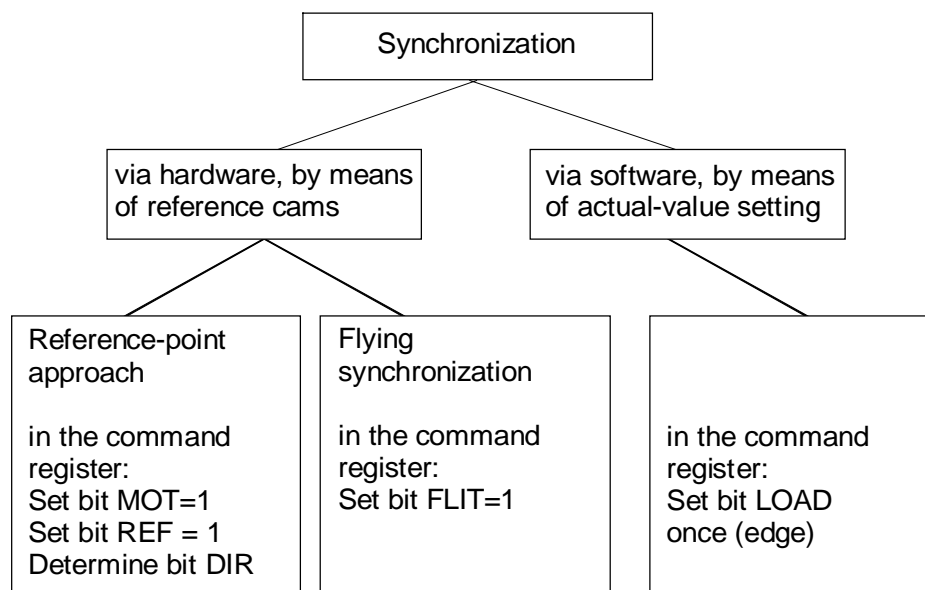 Synchronization
via hardware, by means
of reference cams
via software, by means
of actual-value setting
Reference-point
approach
in the command
register:
Set bit MOT=1
Set bit REF = 1
Determine bit DIR
Flying
synchronization
in the command
register:
Set bit FLIT=1
in the command
register:
Set bit LOAD
once (edge)